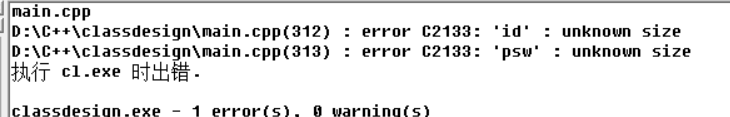 main.cpp
D:\C++\classdesign\main.cpp(312) : error C2133: 'id' : unknown size
D:\C++\classdesign\main.cpp(313) : error C2133: 'psw' : unknown size
执行 cl.exe 时出错.
classdesign.exe - 1 error(s), 0 warning(s)